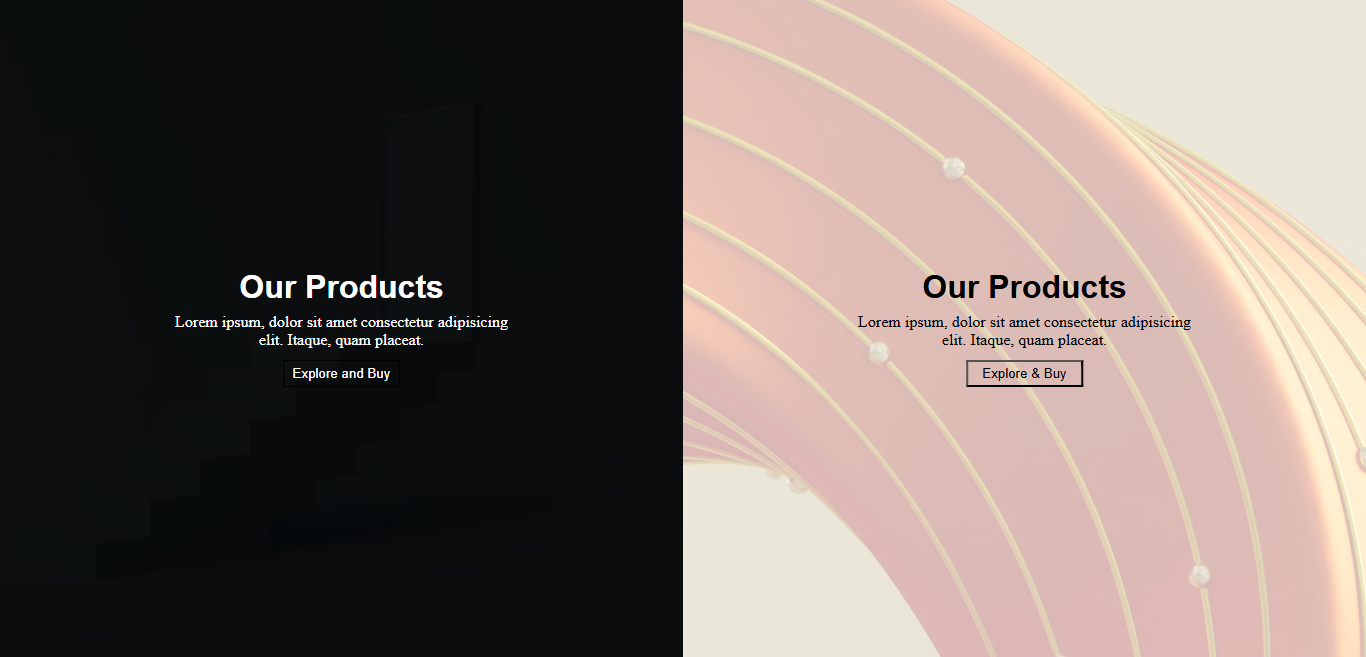 Our Products
Lorem ipsum, dolor sit amet consectetur adipisicing
elit. Itaque, quam placeat.
Explore and Buy
Our Products
Lorem ipsum, dolor sit amet consectetur adipisicing
elit. Itaque, quam placeat.
Explore & Buy